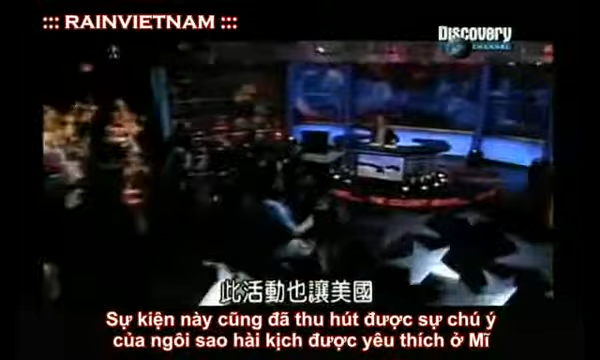 ::: RAINVIETNAM :::
DISCOVERY
CHANNEL
此活動也讓美國
Sự kiện này cũng đã thu hút được sự chú ý
của ngôi sao hài kịch được yêu thích ở Mĩ